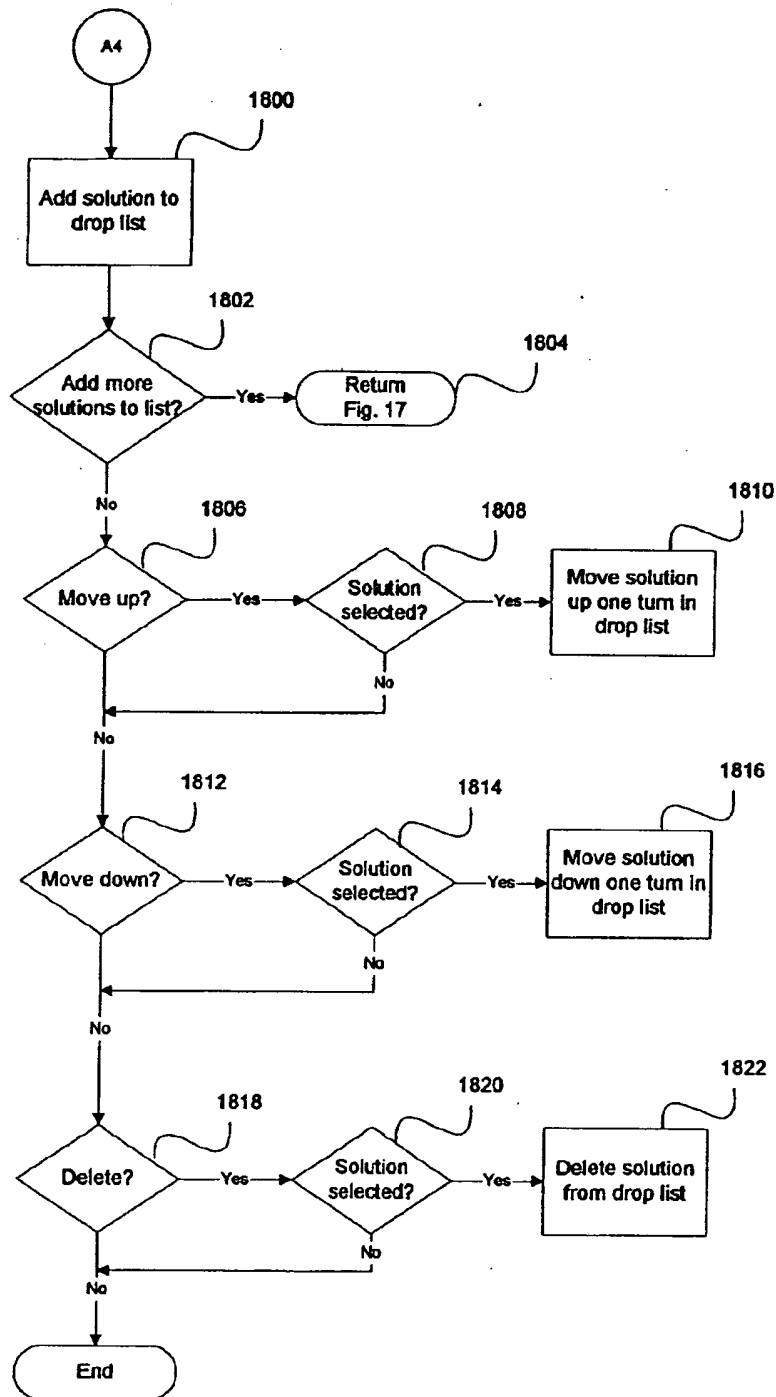 A4
1800
Add solution to
drop list
1802
Add more
solutions to list?
Yes
1804
Return
Fig. 17
No
1806
Move up?
Yes
1808
Solution
selected?
Yes
1810
Move solution
up one turn in
drop list
No
No
1812
Move down?
Yes
1814
Solution
selected?
Yes
1816
Move solution
down one turn in
drop list
No
No
1818
Delete?
Yes
1820
Solution
selected?
Yes
1822
Delete solution
from drop list
No
No
End